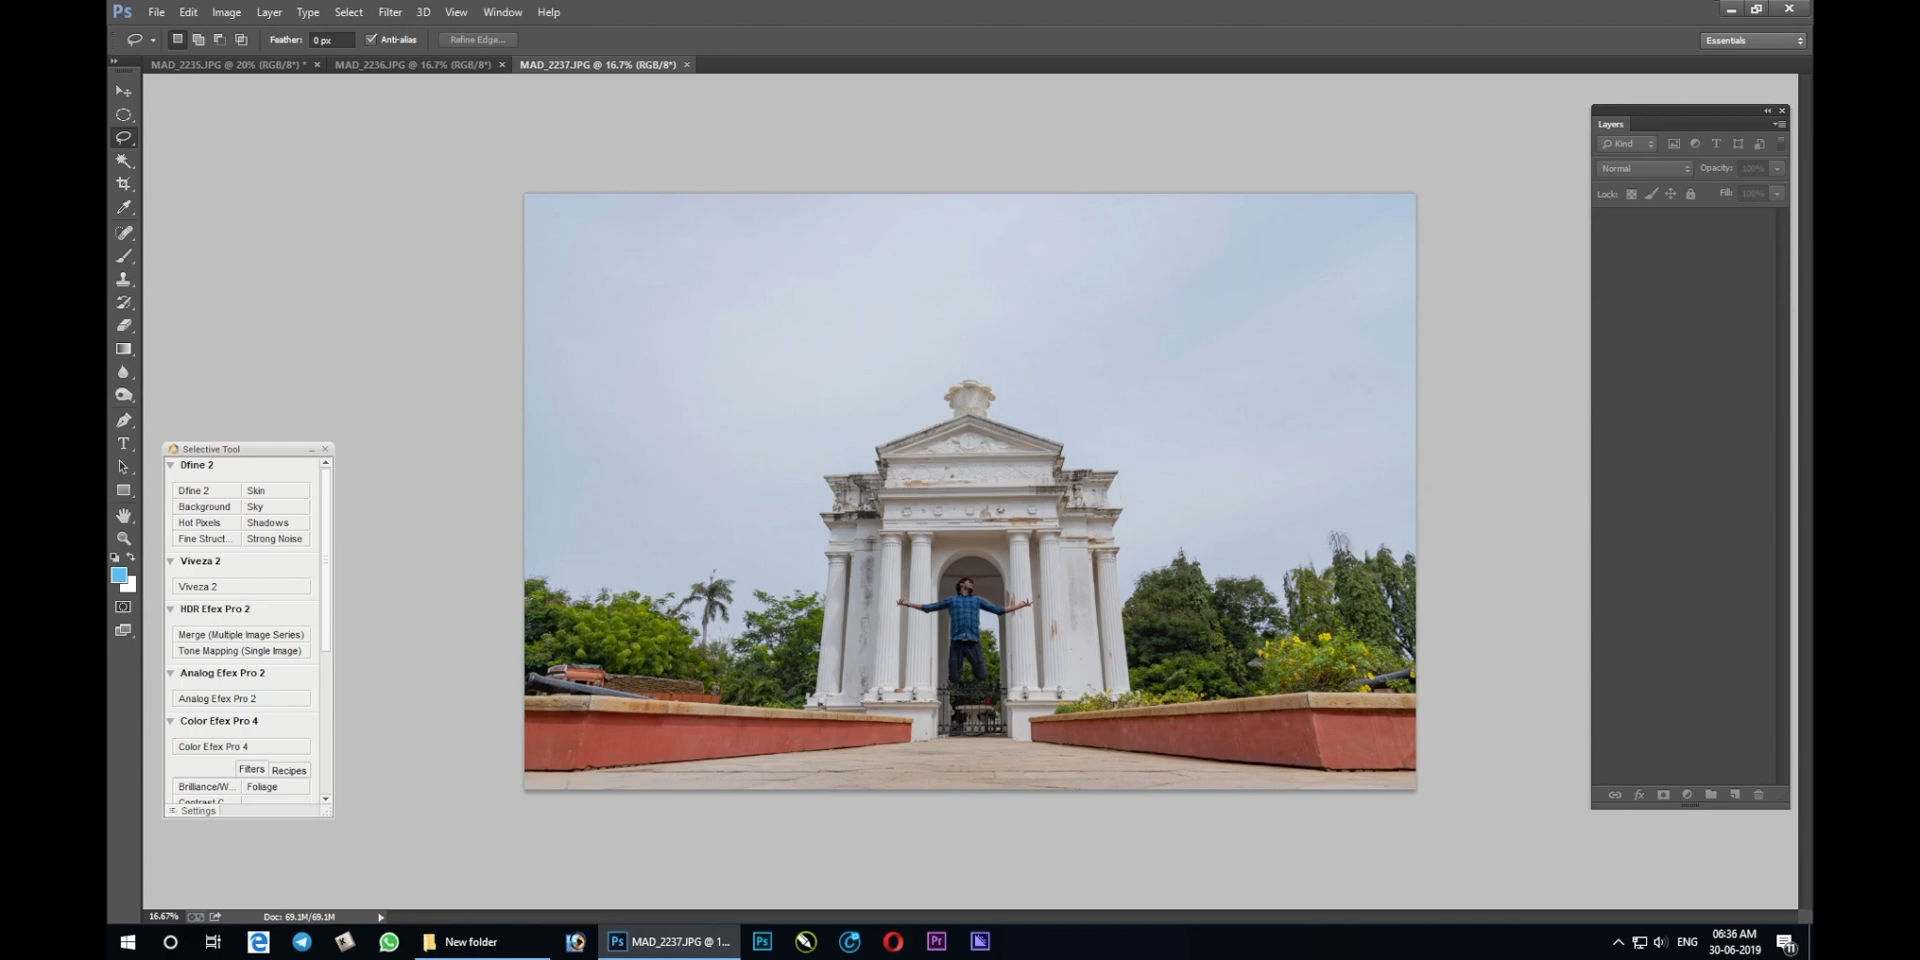 Ps File Edit Image Layer Type Select Filter 3D View Window Help
Feather: 0 px Anti-alias Refine Edge... Essentials
MAD_2235.JPG @ 20% (RGB/8*) * × MAD_2236.JPG @ 16.7% (RGB/8*) × MAD_2237.JPG @ 16.7% (RGB/8*) ×
Layers
Kind
Normal Opacity: 100%
Lock: Fill: 100%
Selective Tool
Dfine 2
Dfine 2 Skin
Background Sky
Hot Pixels Shadows
Fine Struct... Strong Noise
Viveza 2
Viveza 2
HDR Efex Pro 2
Merge (Multiple Image Series)
Tone Mapping (Single Image)
Analog Efex Pro 2
Analog Efex Pro 2
Color Efex Pro 4
Color Efex Pro 4
Filters Recipes
Brilliance/W... Foliage
Settings
16.67% Doc: 69.1M/69.1M
New folder Ps MAD_2237.JPG @ 1... Ps Pr ENG 06:36 AM
30-06-2019 11